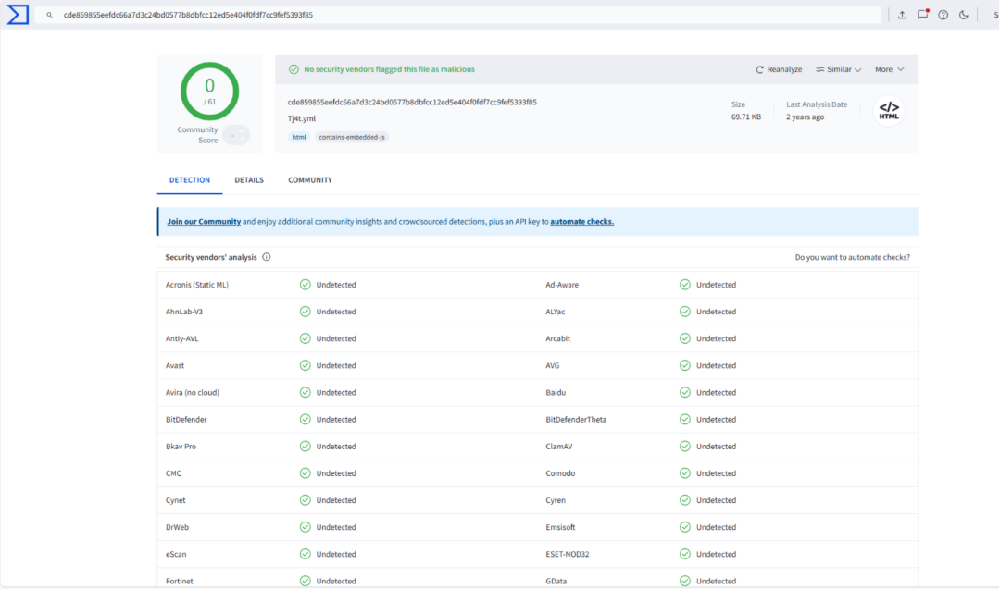 cde859855eefdc66a7d3c24bd0577b8dbfcc12ed5e404f0fdf7cc9fef5393f85
S
0
/ 61
Community
Score
No security vendors flagged this file as malicious
Reanalyze
Similar
More
cde859855eefdc66a7d3c24bd0577b8dbfcc12ed5e404f0fdf7cc9fef5393f85
Tj4t.yml
html
contains-embedded-js
Size
69.71 KB
Last Analysis Date
2 years ago
</>
HTML
DETECTION DETAILS COMMUNITY
Join our Community and enjoy additional community insights and crowdsourced detections, plus an API key to automate checks.
Security vendors' analysis Do you want to automate checks?
Acronis (Static ML) Undetected Ad-Aware Undetected
AhnLab-V3 Undetected ALYac Undetected
Antiy-AVL Undetected Arcabit Undetected
Avast Undetected AVG Undetected
Avira (no cloud) Undetected Baidu Undetected
BitDefender Undetected BitDefenderTheta Undetected
Bkav Pro Undetected ClamAV Undetected
CMC Undetected Comodo Undetected
Cynet Undetected Cyren Undetected
DrWeb Undetected Emsisoft Undetected
eScan Undetected ESET-NOD32 Undetected
Fortinet Undetected GData Undetected